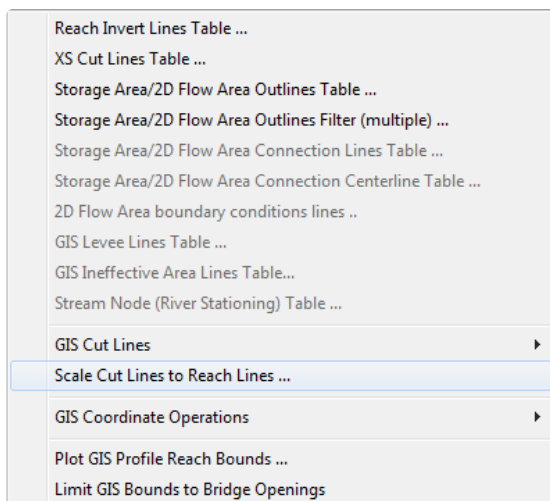 Reach Invert Lines Table ...
XS Cut Lines Table ...
Storage Area/2D Flow Area Outlines Table ...
Storage Area/2D Flow Area Outlines Filter (multiple) ...
Storage Area/2D Flow Area Connection Lines Table ...
Storage Area/2D Flow Area Connection Centerline Table ...
2D Flow Area boundary conditions lines ..
GIS Levee Lines Table ...
GIS Ineffective Area Lines Table...
Stream Node (River Stationing) Table ...
GIS Cut Lines
Scale Cut Lines to Reach Lines ...
GIS Coordinate Operations
Plot GIS Profile Reach Bounds ...
Limit GIS Bounds to Bridge Openings